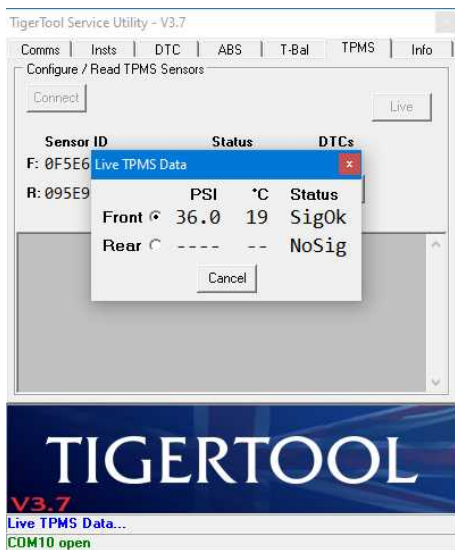 TigerTool Service Utility - V3.7
Comms Insts DTC ABS T-Bal TPMS Info
Configure / Read TPMS Sensors
Connect
Live
Sensor ID Status DTCs
F: 0F5E6
R: 095E9
Live TPMS Data x
PSI °C Status
Front 36.0 19 SigOk
Rear ---- -- NoSig
Cancel
TIGERTOOL
V3.7
Live TPMS Data...
COM10 open